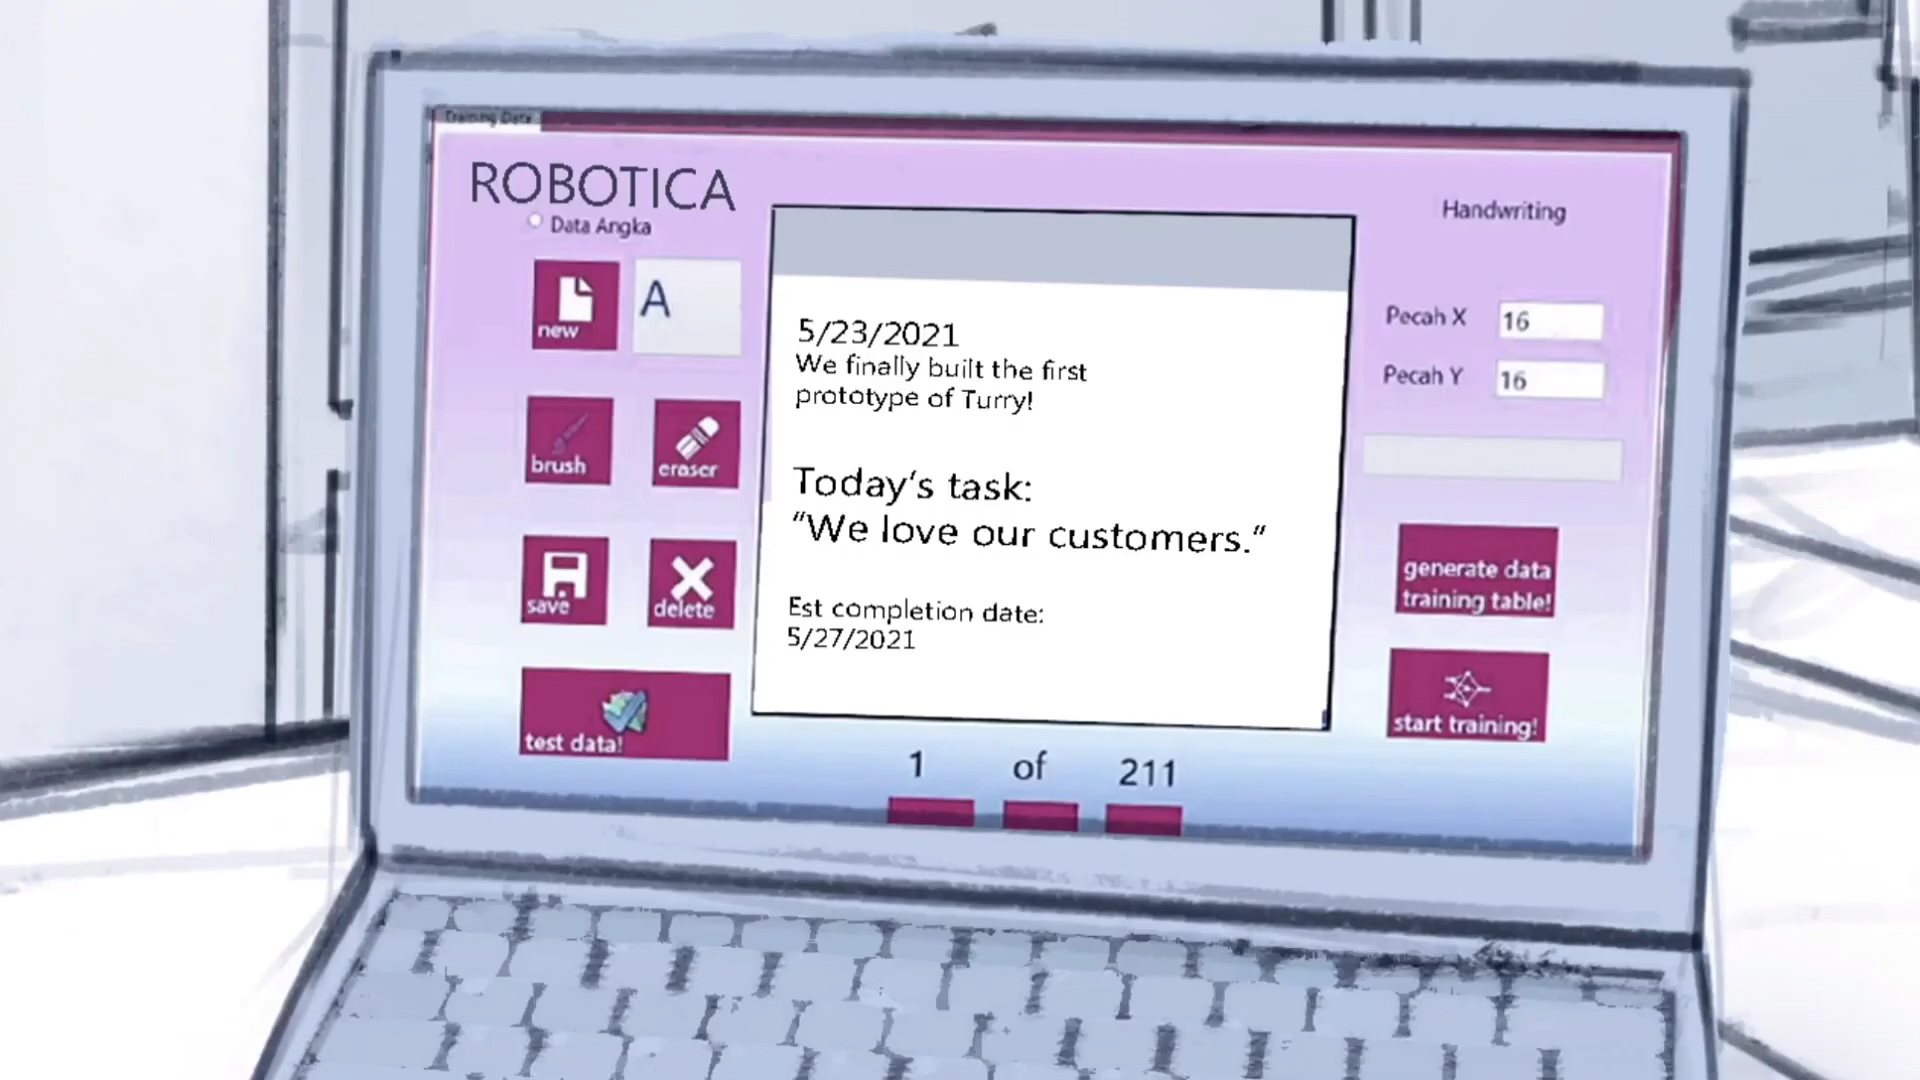 Training Data
ROBOTICA
Data Angka
new
A
brush
eraser
save
delete
test data!
5/23/2021
We finally built the first
prototype of Turry!
Today's task:
“We love our customers.“
Est completion date:
5/27/2021
1 of 211
Handwriting
Pecah X 16
Pecah Y 16
generate data
training table!
start training!